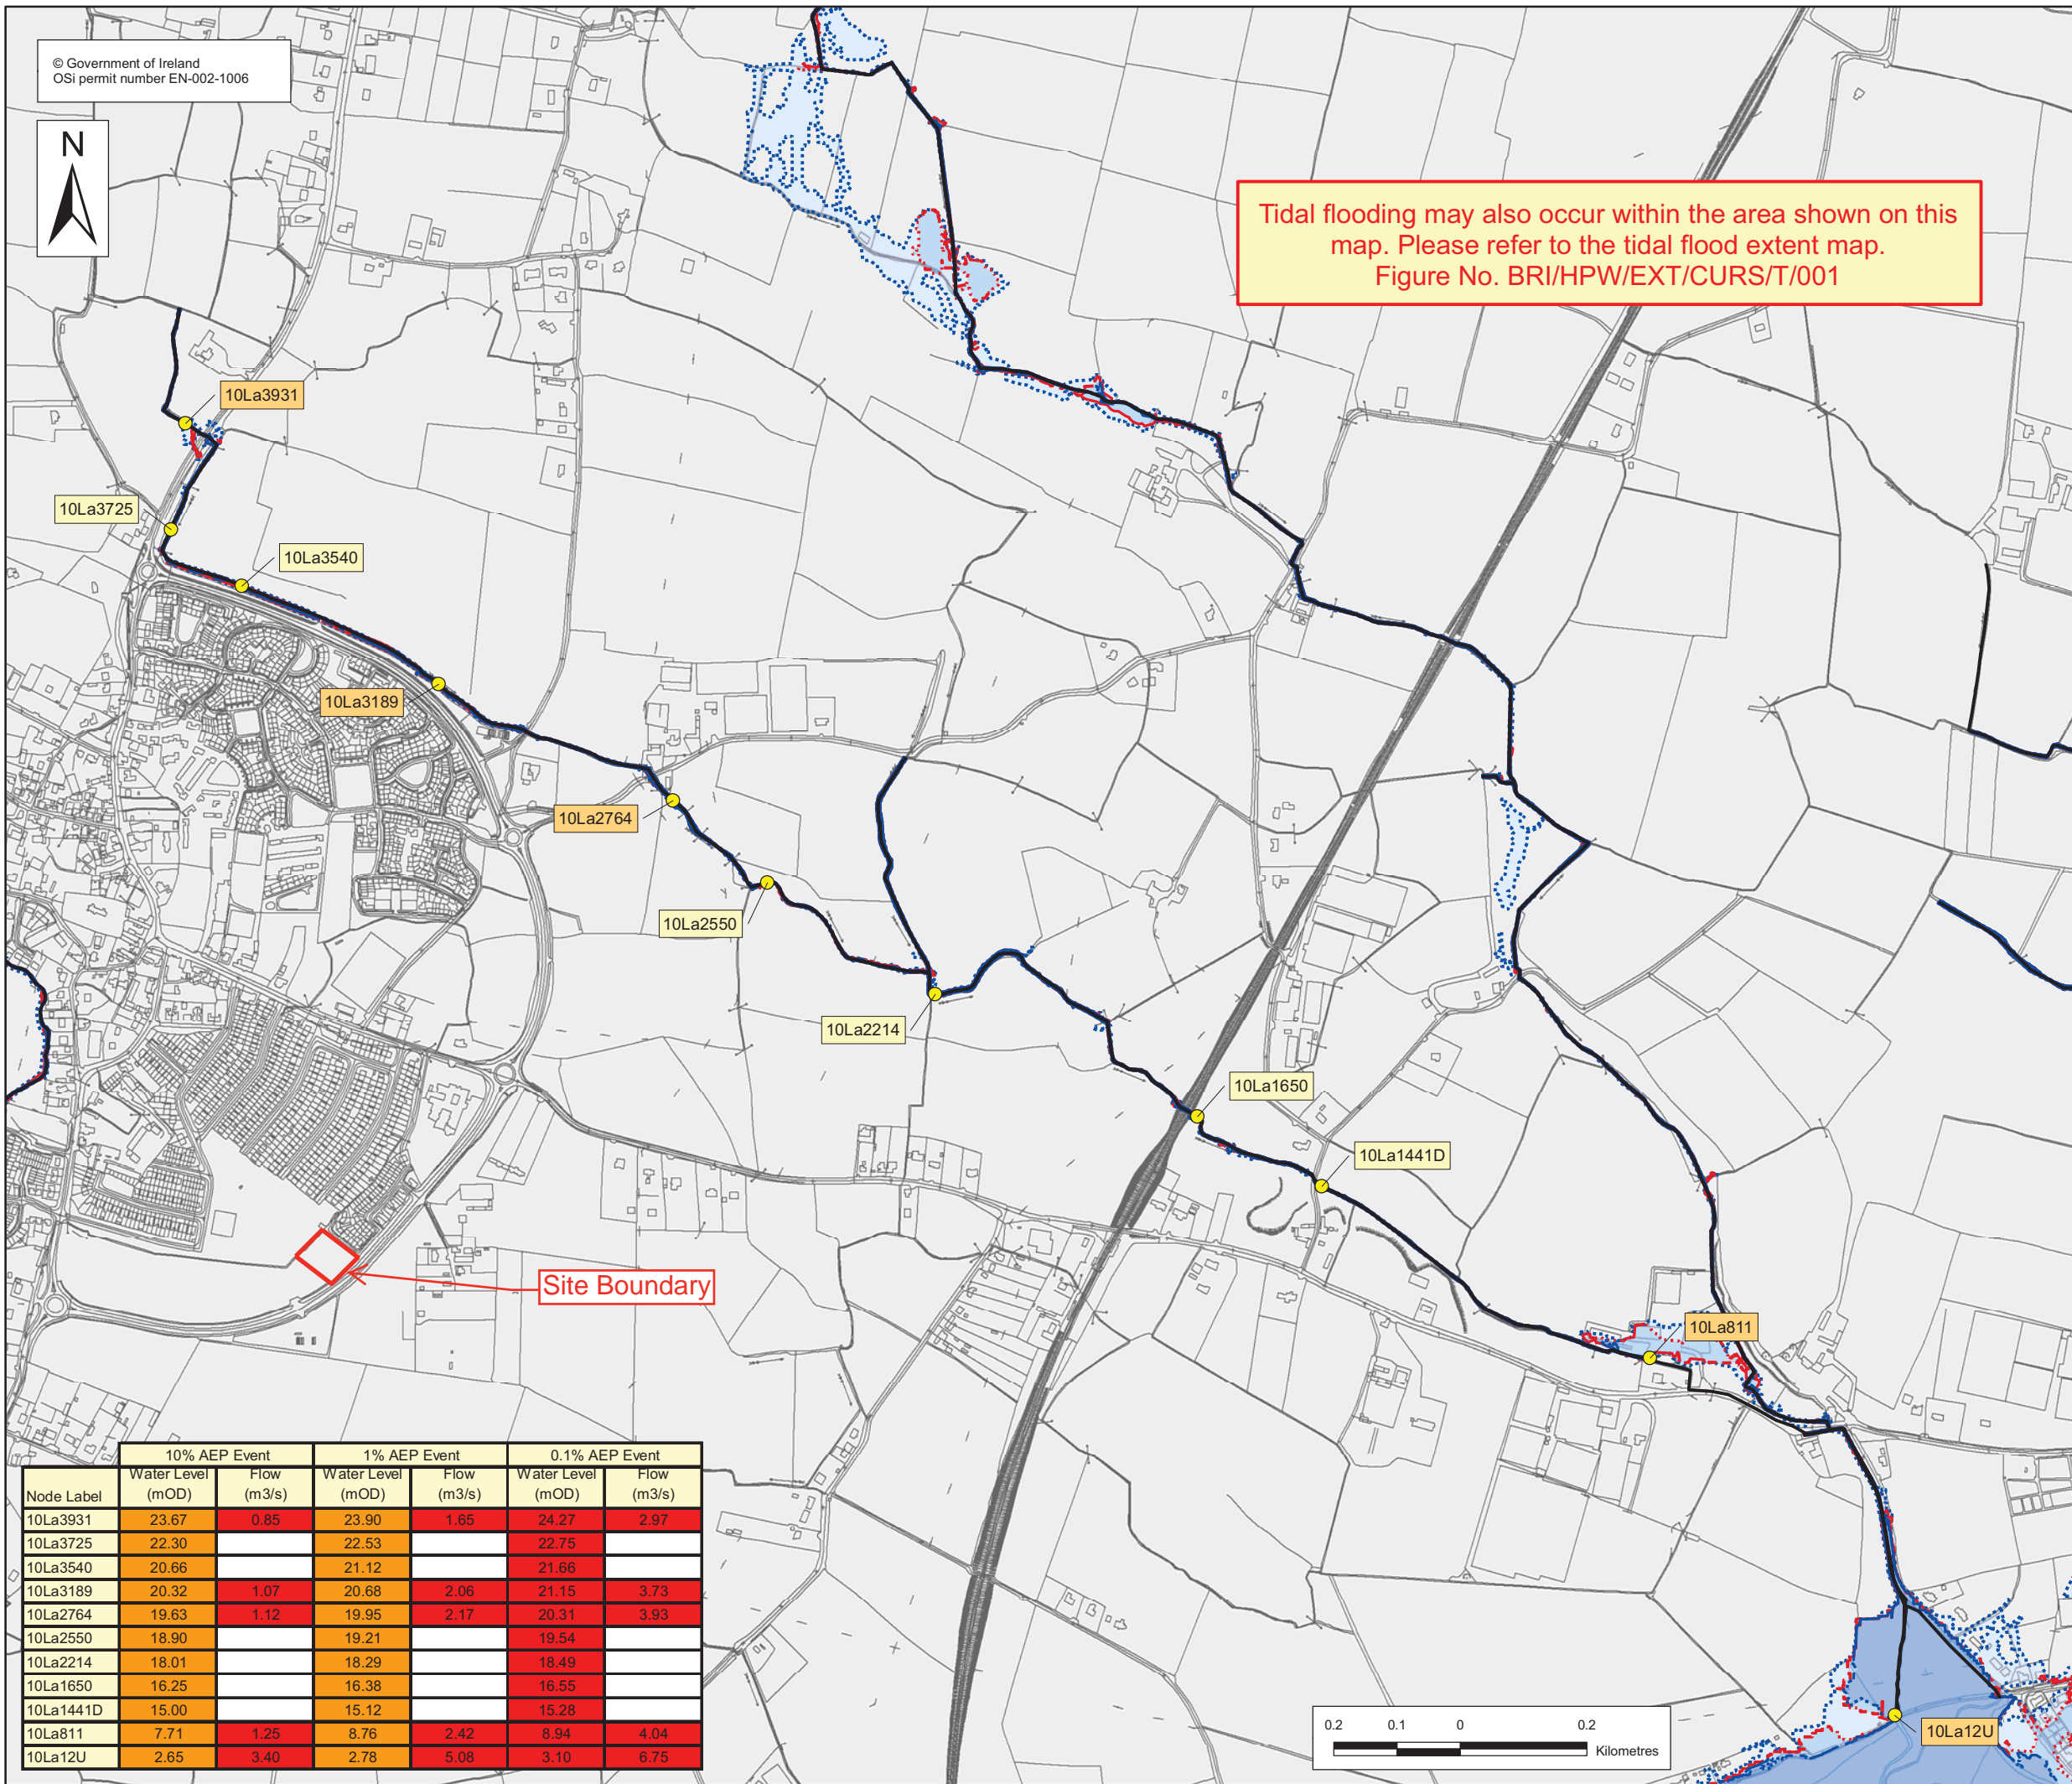 © Government of Ireland
OSi permit number EN-002-1006
N
Tidal flooding may also occur within the area shown on this
map. Please refer to the tidal flood extent map.
Figure No. BRI/HPW/EXT/CURS/T/001
10La3931
10La3725
10La3540
10La3189
10La2764
10La2550
10La2214
10La1650
10La1441D
Site Boundary
10La811
10% AEP Event 1% AEP Event 0.1% AEP Event
Node Label Water Level (mOD) Flow (m3/s) Water Level (mOD) Flow (m3/s) Water Level (mOD) Flow (m3/s)
10La3931 23.67 0.85 23.90 1.65 24.27 2.97
10La3725 22.30 22.53 22.75
10La3540 20.66 21.12 21.66
10La3189 20.32 1.07 20.68 2.06 21.15 3.73
10La2764 19.63 1.12 19.95 2.17 20.31 3.93
10La2550 18.90 19.21 19.54
10La2214 18.01 18.29 18.49
10La1650 16.25 16.38 16.55
10La1441D 15.00 15.12 15.28
10La811 7.71 1.25 8.76 2.42 8.94 4.04
10La12U 2.65 3.40 2.78 5.08 3.10 6.75
0.2 0.1 0 0.2
Kilometres
10La12U